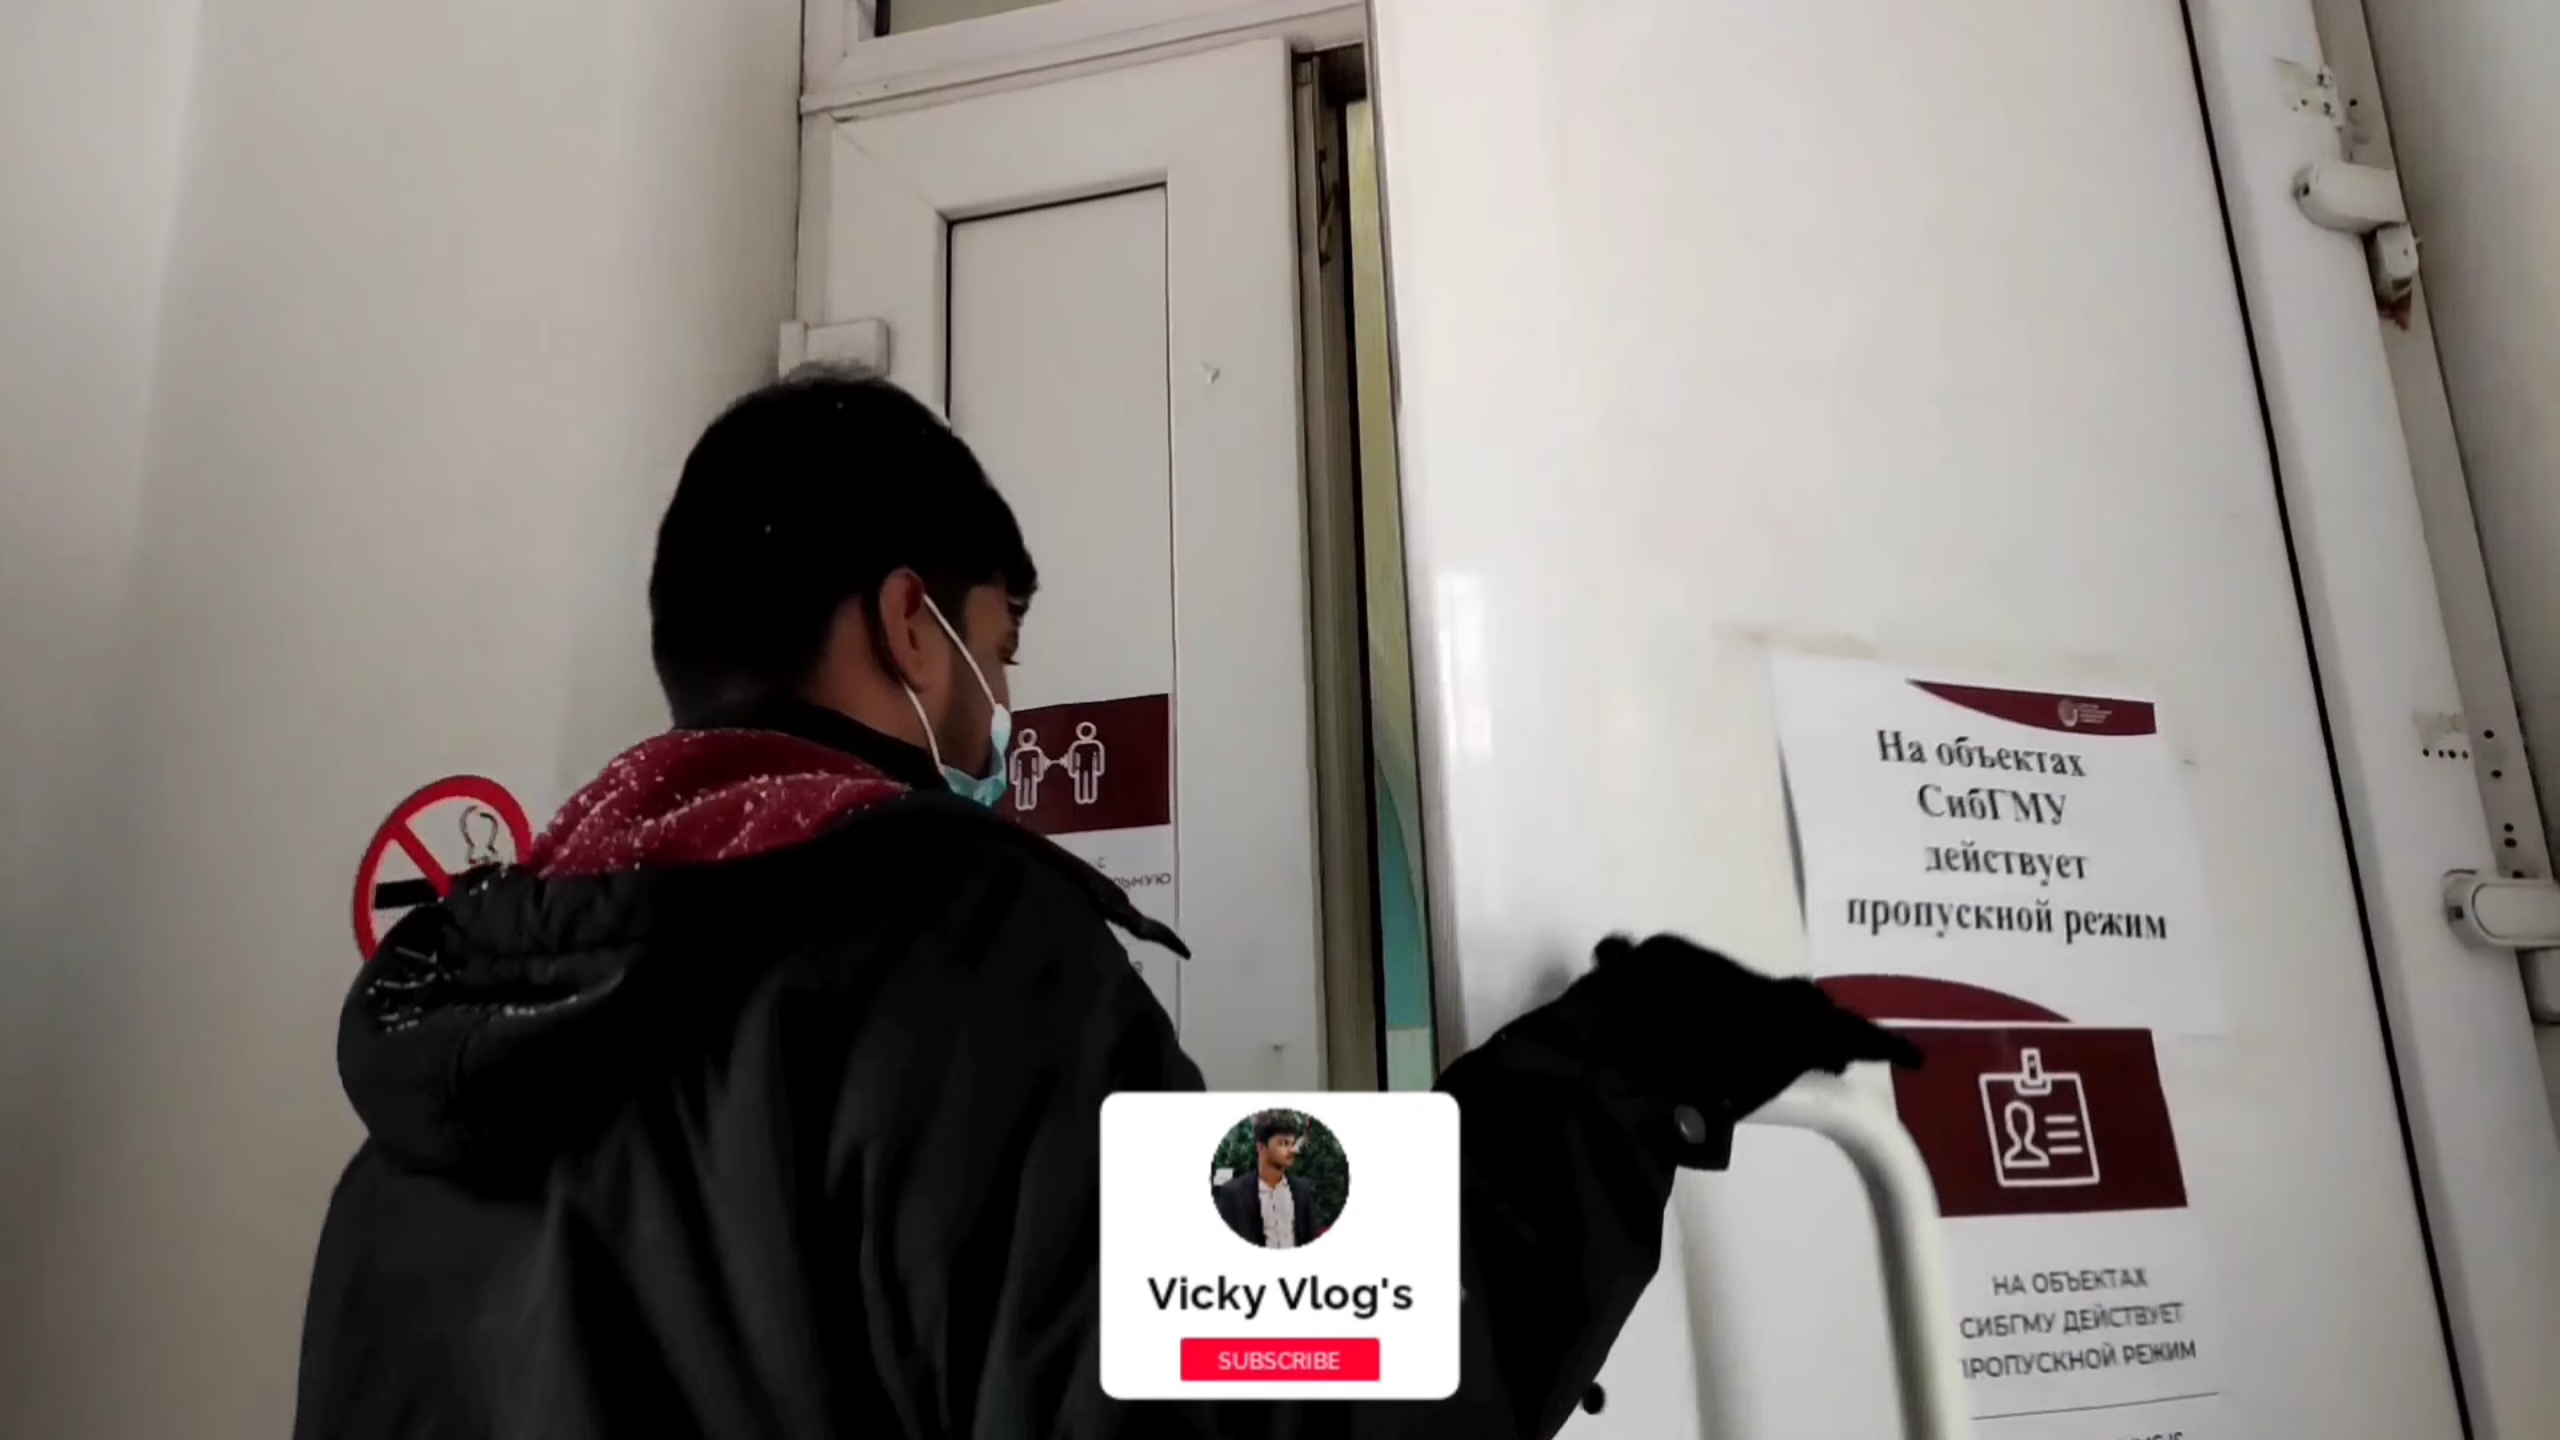 На объектах
СибГМУ
действует
пропускной режим
НА ОБЪЕКТАХ
СИБГМУ ДЕЙСТВУЕТ
ПРОПУСКНОЙ РЕЖИМ
Vicky Vlog's
SUBSCRIBE